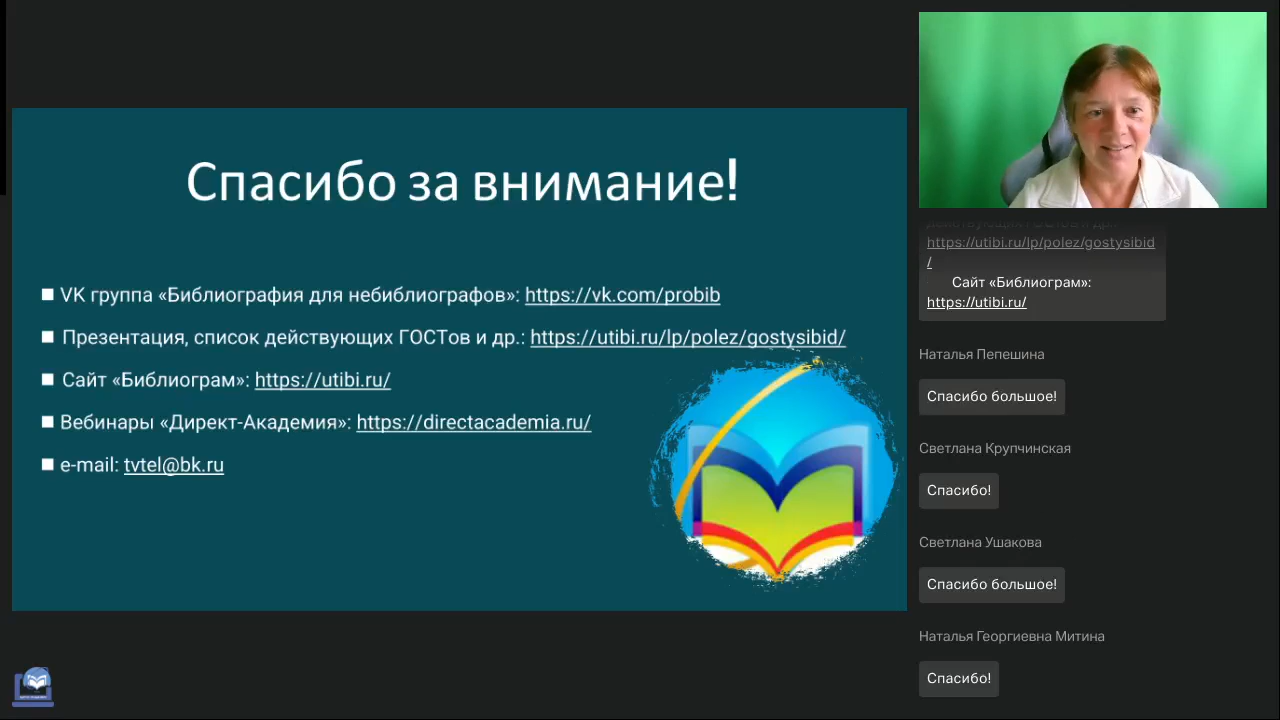 Спасибо за внимание!
VK группа «Библиография для небиблиографов»: https://vk.com/probib
Презентация, список действующих ГОСТов и др.: https://utibi.ru/lp/polez/gostysibid/
Сайт «Библиограм»: https://utibi.ru/
Вебинары «Директ-Академия»: https://directacademia.ru/
e-mail: tvtel@bk.ru
действующих ГОСТов и др.:
https://utibi.ru/lp/polez/gostysibid
/
Сайт «Библиограм»:
https://utibi.ru/
Наталья Пепешина
Спасибо большое!
Светлана Крупчинская
Спасибо!
Светлана Ушакова
Спасибо большое!
Наталья Георгиевна Митина
Спасибо!